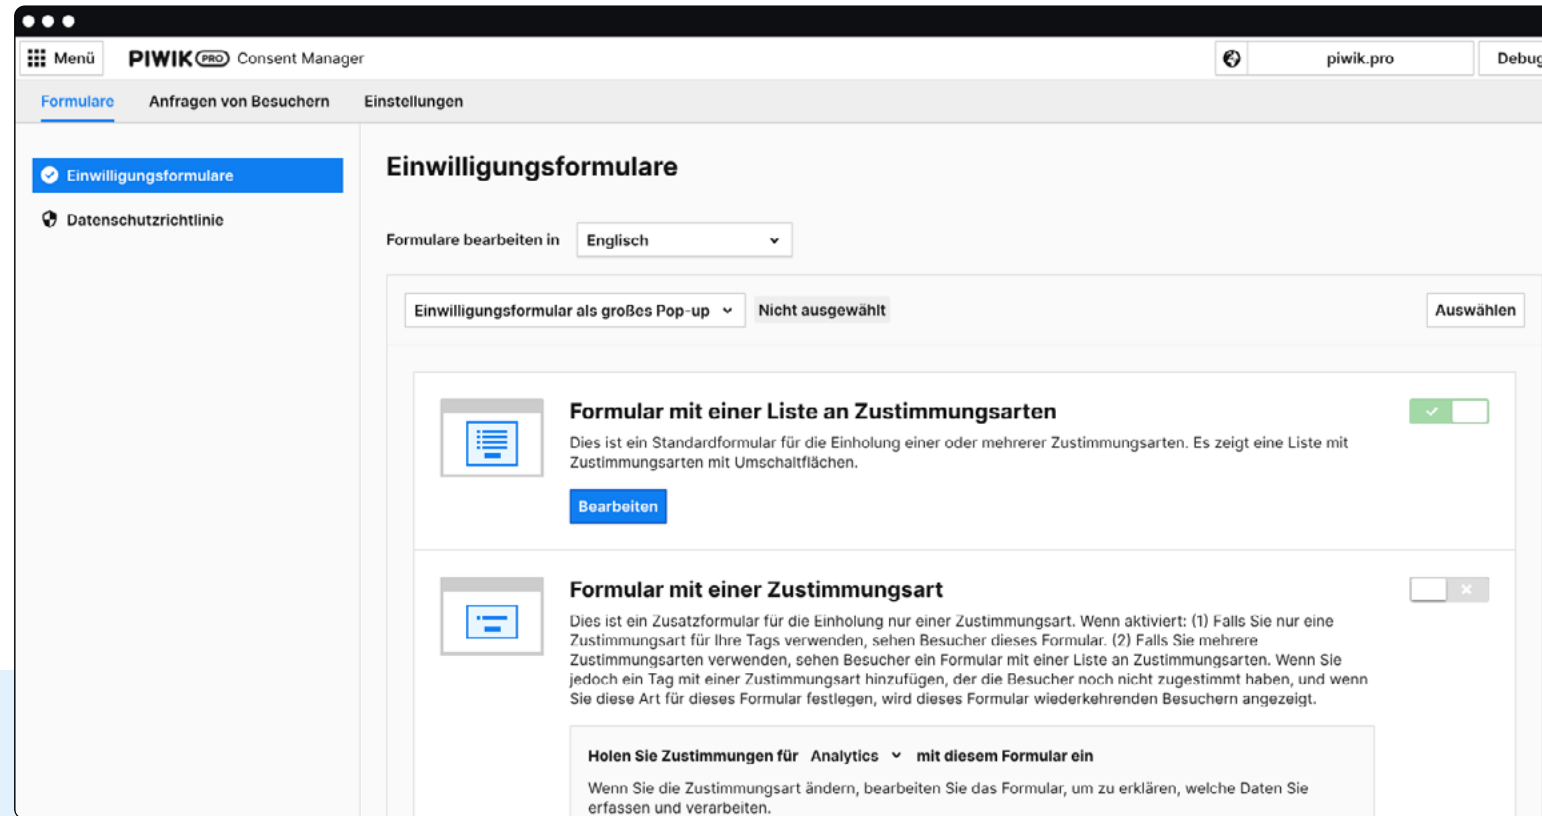 Menü PIWIK PRO Consent Manager piwik.pro Debug
Formulare Anfragen von Besuchern Einstellungen
Einwilligungsformulare
Datenschutzrichtlinie
Einwilligungsformulare
Formulare bearbeiten in Englisch
Einwilligungsformular als großes Pop-up Nicht ausgewählt Auswählen
Formular mit einer Liste an Zustimmungsarten
Dies ist ein Standardformular für die Einholung einer oder mehrerer Zustimmungsarten. Es zeigt eine Liste mit
Zustimmungsarten mit Umschaltflächen.
Bearbeiten
Formular mit einer Zustimmungsart
Dies ist ein Zusatzformular für die Einholung nur einer Zustimmungsart. Wenn aktiviert: (1) Falls Sie nur eine
Zustimmungsart für Ihre Tags verwenden, sehen Besucher dieses Formular. (2) Falls Sie mehrere
Zustimmungsarten verwenden, sehen Besucher ein Formular mit einer Liste an Zustimmungsarten. Wenn Sie
jedoch ein Tag mit einer Zustimmungsart hinzufügen, der die Besucher noch nicht zugestimmt haben, und wenn
Sie diese Art für dieses Formular festlegen, wird dieses Formular wiederkehrenden Besuchern angezeigt.
Holen Sie Zustimmungen für Analytics mit diesem Formular ein
Wenn Sie die Zustimmungsart ändern, bearbeiten Sie das Formular, um zu erklären, welche Daten Sie
erfassen und verarbeiten.